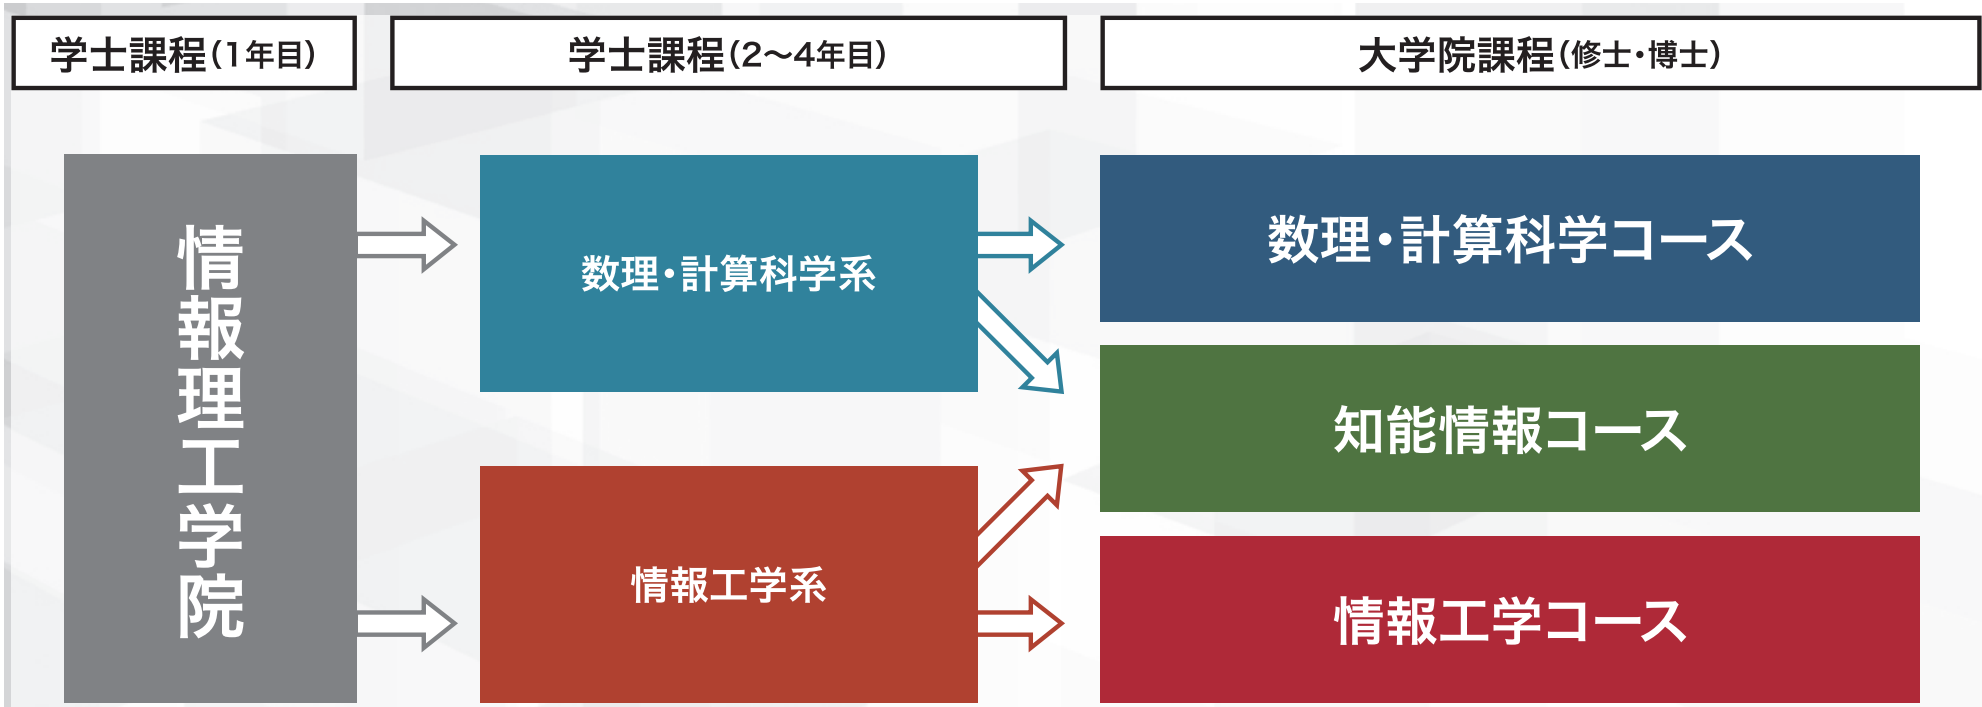 学士課程(1年目)
学士課程(2〜4年目)
大学院課程(修士・博士)
情報理工学院
数理・計算科学系
情報工学系
数理・計算科学コース
知能情報コース
情報工学コース